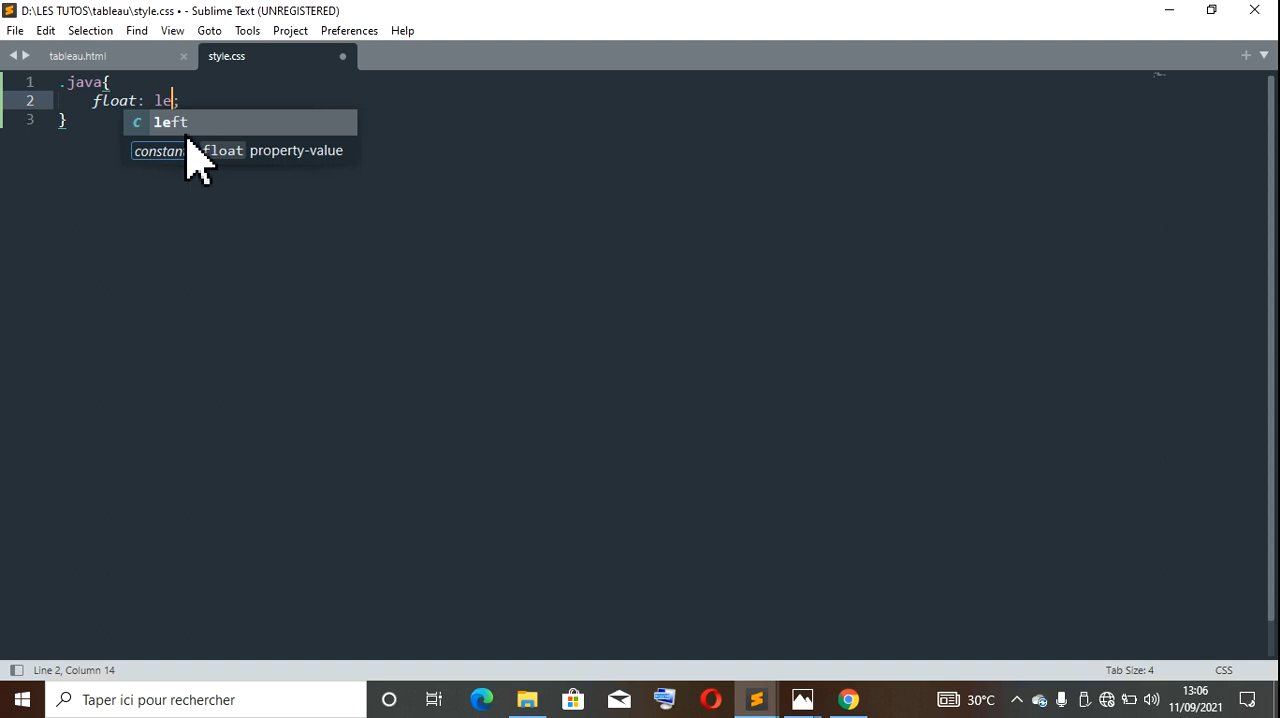 D:\LES TUTOS\tableau\style.css • - Sublime Text (UNREGISTERED)
File Edit Selection Find View Goto Tools Project Preferences Help
tableau.html × style.css
1 .java{
2 float: le;
3 }
C left
constant float property-value
Line 2, Column 14 Tab Size: 4 CSS
Taper ici pour rechercher 30°C 13:06
11/09/2021